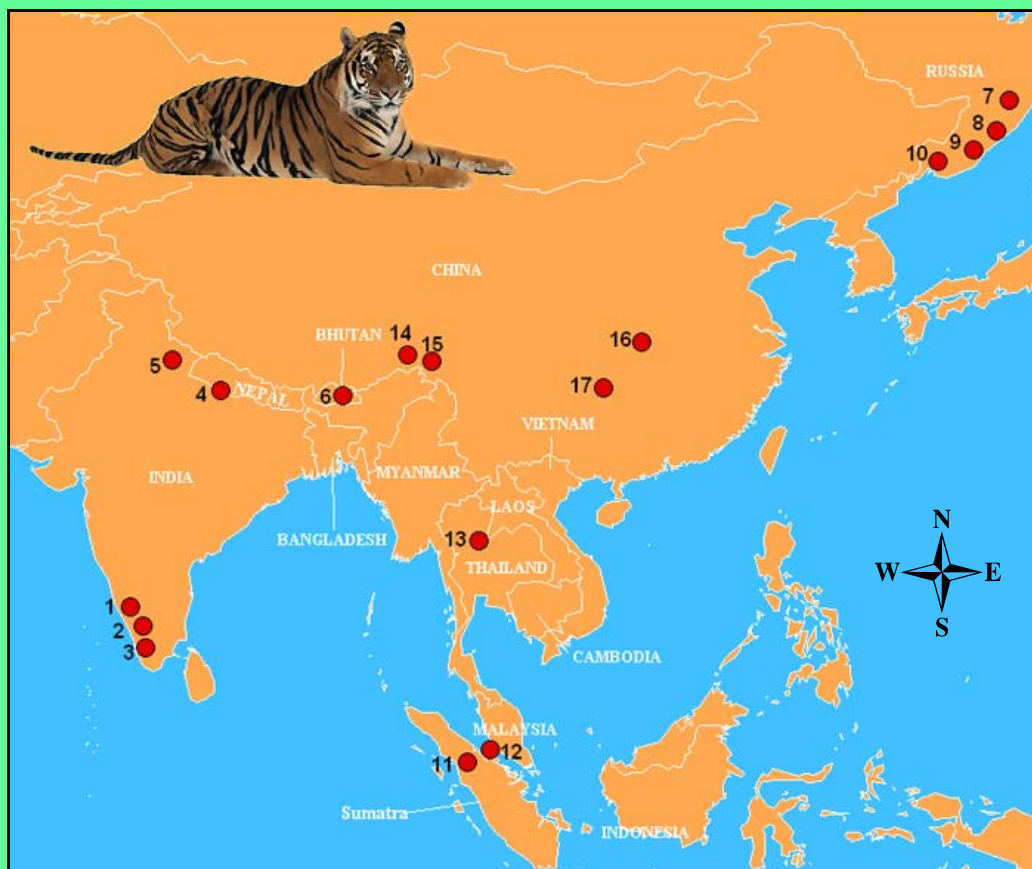 RUSSIA
7
8
9
10
CHINA
BHUTAN
14
15
16
5
4
NEPAL
6
17
VIETNAM
INDIA
MYANMAR
LAOS
N
BANGLADESH
13
THAILAND
W
E
1
2
S
3
CAMBODIA
MALAYSIA
12
11
Sumatra
INDONESIA